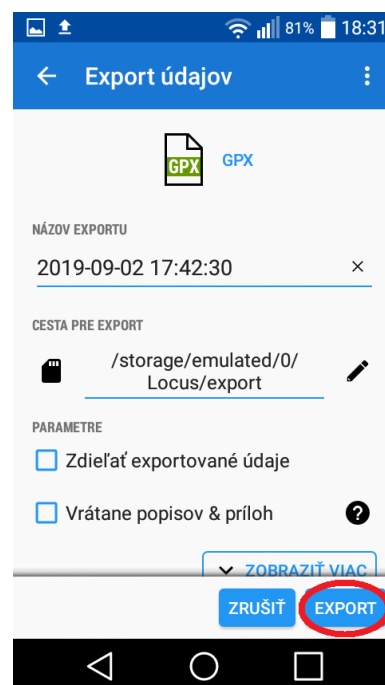 81% 18:31
Export údajov
GPX GPX
NÁZOV EXPORTU
2019-09-02 17:42:30
CESTA PRE EXPORT
/storage/emulated/0/
Locus/export
PARAMETRE
Zdieľať exportované údaje
Vrátane popisov & príloh
ZOBRAZIŤ VIAC
ZRUŠIŤ EXPORT